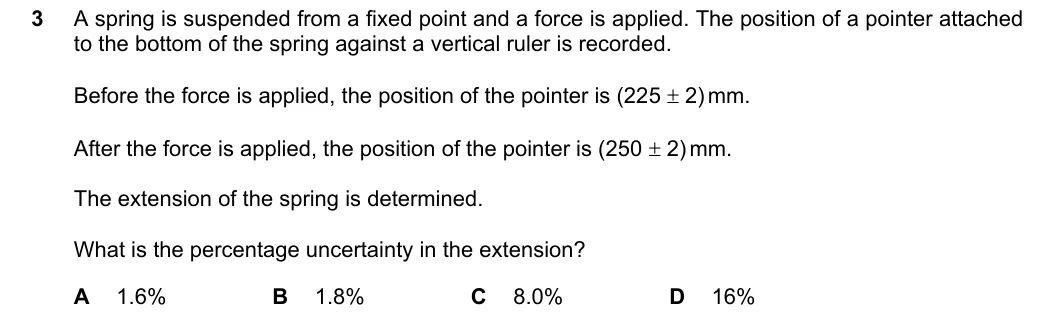 3 A spring is suspended from a fixed point and a force is applied. The position of a pointer attached
to the bottom of the spring against a vertical ruler is recorded.
Before the force is applied, the position of the pointer is (225 ± 2) mm.
After the force is applied, the position of the pointer is (250 ± 2) mm.
The extension of the spring is determined.
What is the percentage uncertainty in the extension?
A 1.6% B 1.8% C 8.0% D 16%